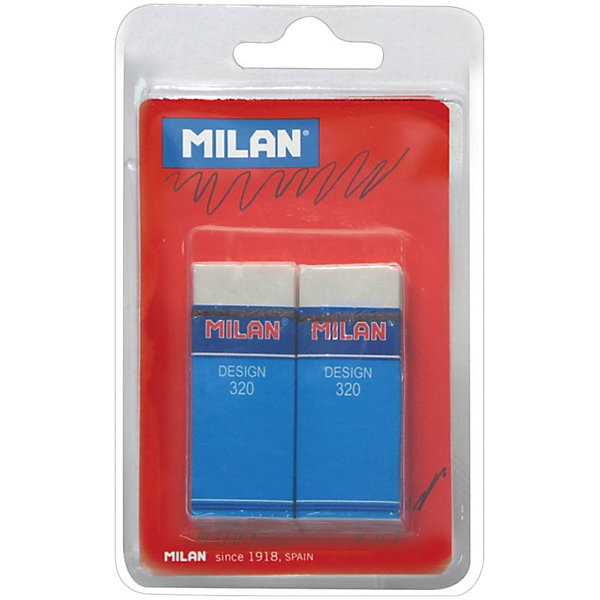 MILAN®
MILAN®
DESIGN
320
MILAN®
DESIGN
320
MILAN since 1918, SPAIN